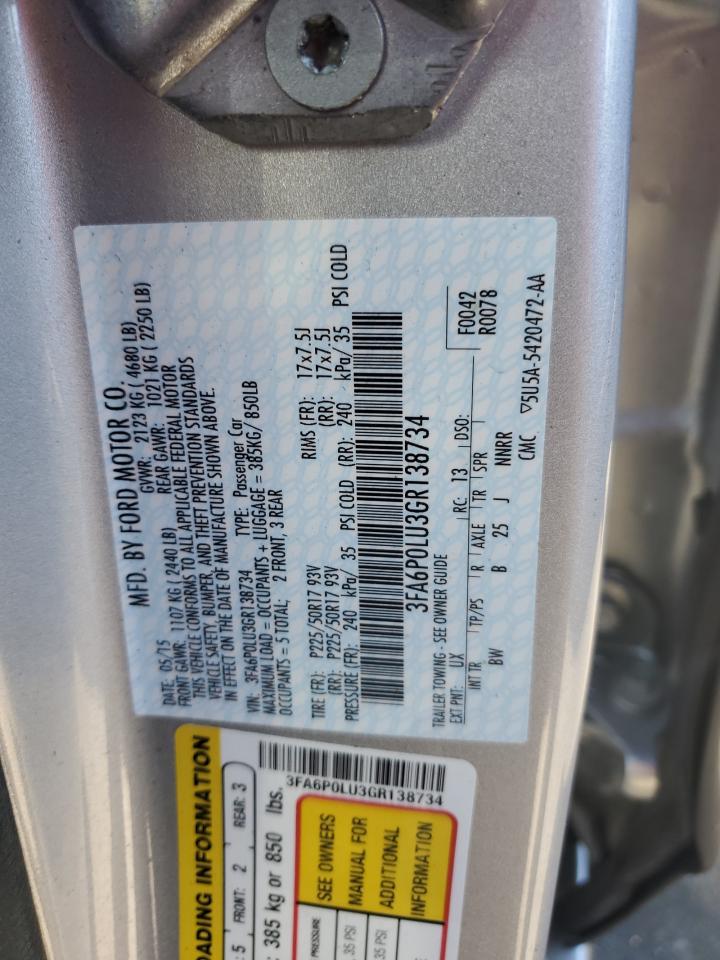 MFD. BY FORD MOTOR CO.
DATE: 05/15 GVWR: 2123 KG ( 4680 LB)
FRONT GAWR: 1107 KG ( 2440 LB) REAR GAWR: 1021 KG ( 2250 LB)
THIS VEHICLE CONFORMS TO ALL APPLICABLE FEDERAL MOTOR
VEHICLE SAFETY, BUMPER, AND THEFT PREVENTION STANDARDS
IN EFFECT ON THE DATE OF MANUFACTURE SHOWN ABOVE.
VIN: 3FA6P0LU3GR138734 TYPE: Passenger Car
MAXIMUM LOAD = OCCUPANTS + LUGGAGE = 385KG/ 850LB
OCCUPANTS = 5 TOTAL; 2 FRONT, 3 REAR
TIRE (FR): P225/50R17 93V RIMS (FR): 17x7.5J
(RR): P225/50R17 93V (RR): 17x7.5J
PRESSURE (FR): 240 kPa/ 35 PSI COLD (RR): 240 kPa/ 35 PSI COLD
3FA6P0LU3GR138734
TRAILER TOWING - SEE OWNER GUIDE
F0042
EXT PNT: UX RC: 13 DSO: R0078
INT TR TP/PS R AXLE TR SPR
BW B 25 J NNRR
CMC ▽5U5A-5420472-AA
OADING INFORMATION
: 5 FRONT: 2 REAR: 3
: 385 kg or 850 lbs.
3FA6P0LU3GR138734
PRESSURE
35 PSI
35 PSI
SEE OWNERS
MANUAL FOR
ADDITIONAL
INFORMATION